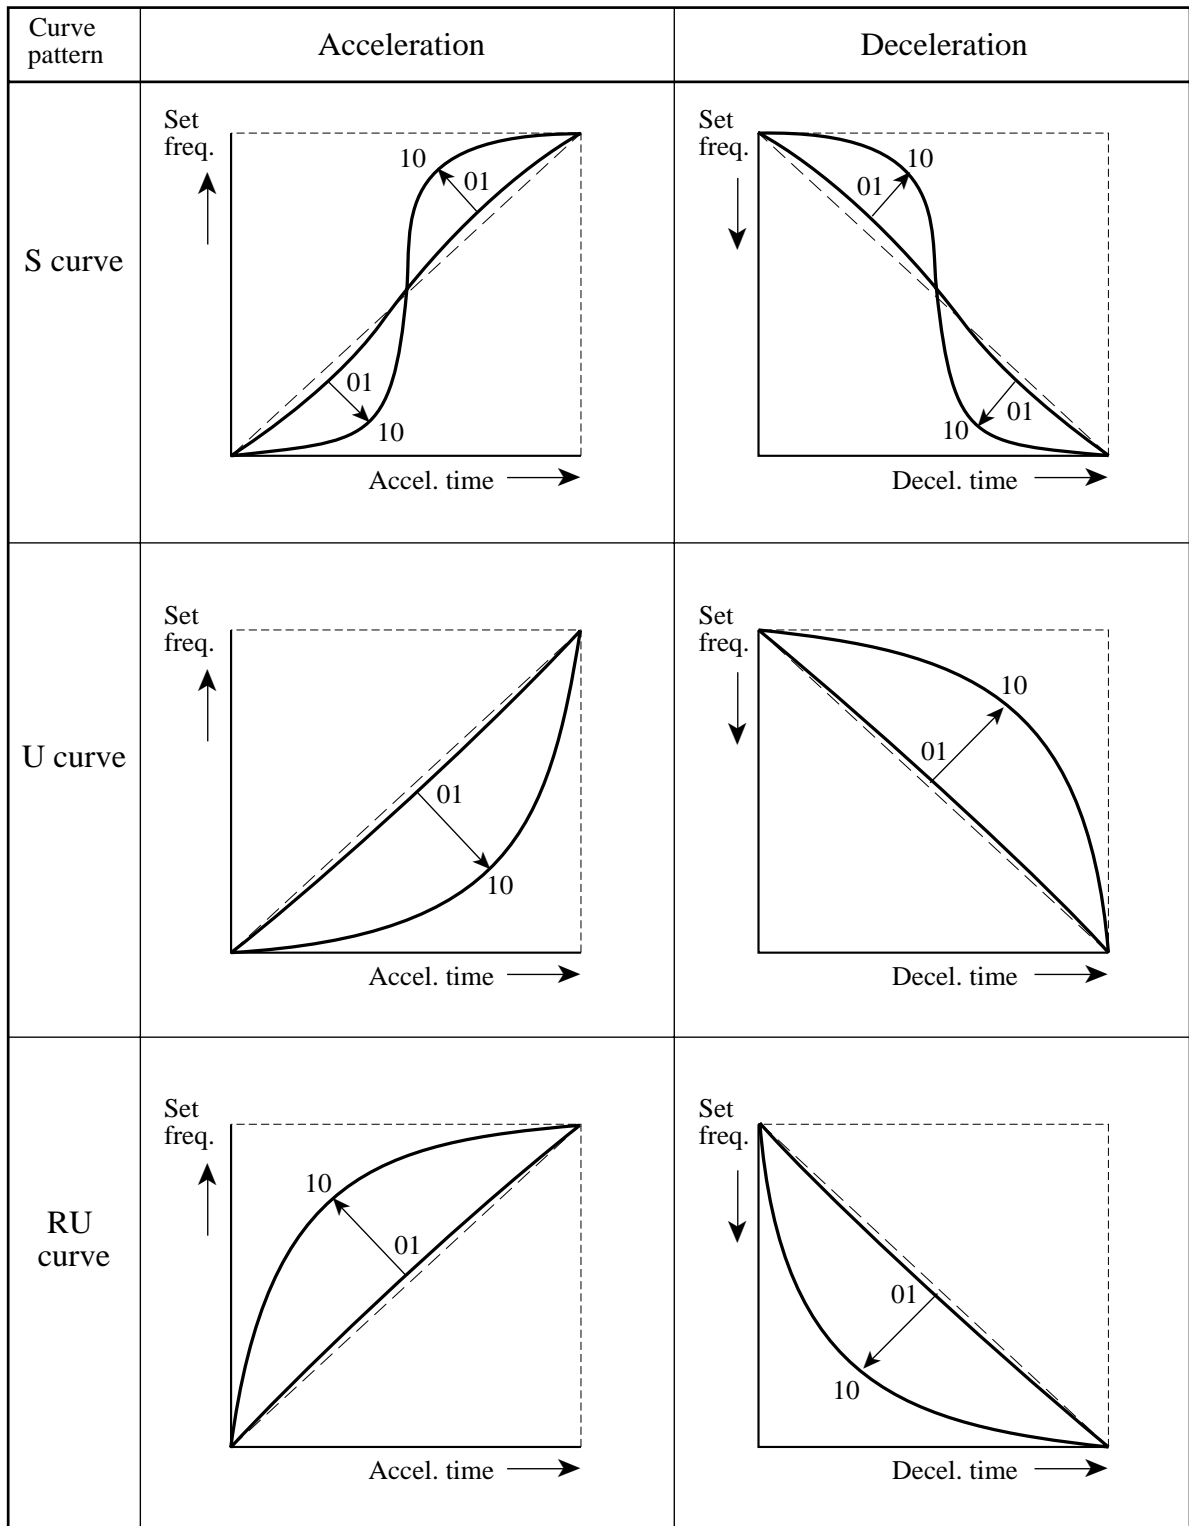 Curve
pattern
Acceleration
Deceleration
S curve
Set
freq.
10
01
01
10
Accel. time
Set
freq.
10
01
01
10
Decel. time
U curve
Set
freq.
01
10
Accel. time
Set
freq.
10
01
Decel. time
RU
curve
Set
freq.
10
01
Accel. time
Set
freq.
01
10
Decel. time